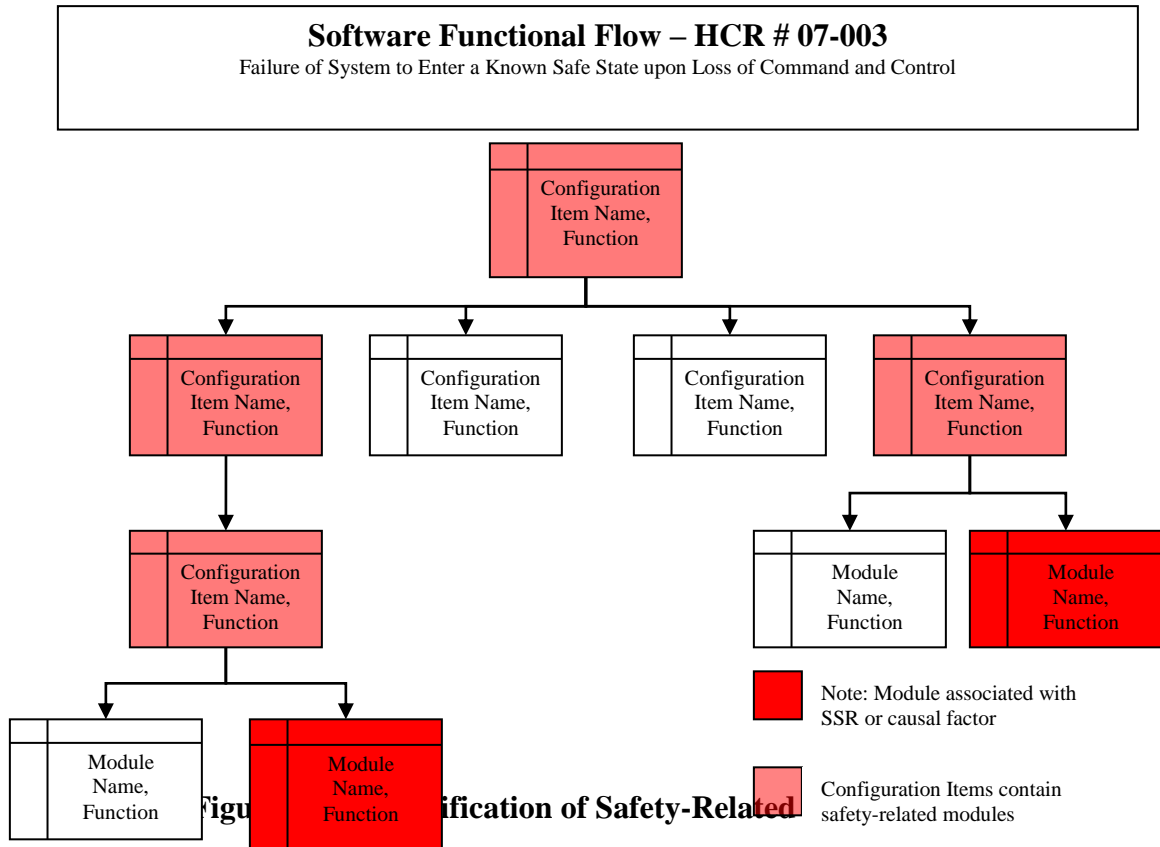 Software Functional Flow – HCR # 07-003
Failure of System to Enter a Known Safe State upon Loss of Command and Control
Configuration
Item Name,
Function
Configuration
Item Name,
Function
Configuration
Item Name,
Function
Configuration
Item Name,
Function
Configuration
Item Name,
Function
Configuration
Item Name,
Function
Module
Name,
Function
Module
Name,
Function
Note: Module associated with
SSR or causal factor
Module
Name,
Function
Module
Name,
Function
Configuration Items contain
safety-related modules
of Safety-Related